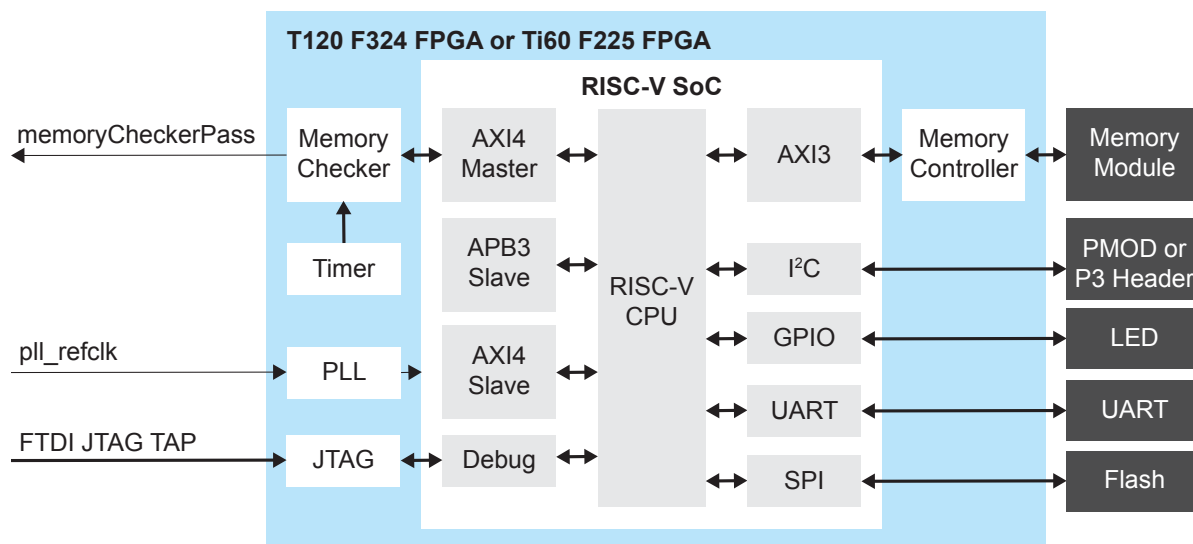 T120 F324 FPGA or Ti60 F225 FPGA
RISC-V SoC
memoryCheckerPass
Memory
Checker
AXI4
Master
AXI3
Memory
Controller
Memory
Module
Timer
APB3
Slave
RISC-V
CPU
I²C
PMOD or
P3 Header
pll_refclk
PLL
AXI4
Slave
GPIO
LED
UART
UART
FTDI JTAG TAP
JTAG
Debug
SPI
Flash